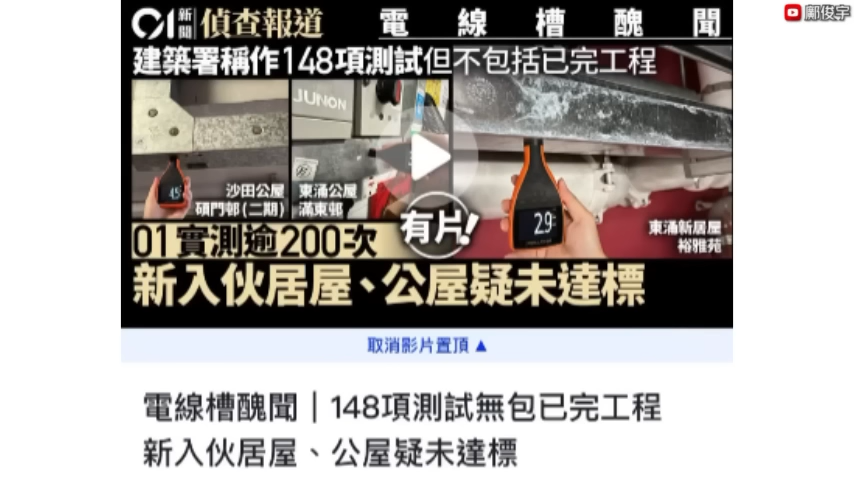 01 新聞 偵查報道 電線槽醜聞
建築署稱作148項測試但不包括已完工程
JUNON
沙田公屋
碩門邨(二期)
東涌公屋
滿東邨
45
2.9
東涌新居屋
裕雅苑
有片!
01實測逾200次
新入伙居屋、公屋疑未達標
取消影片置頂 ▲
電線槽醜聞｜148項測試無包已完工程
新入伙居屋、公屋疑未達標
鄺俊宇